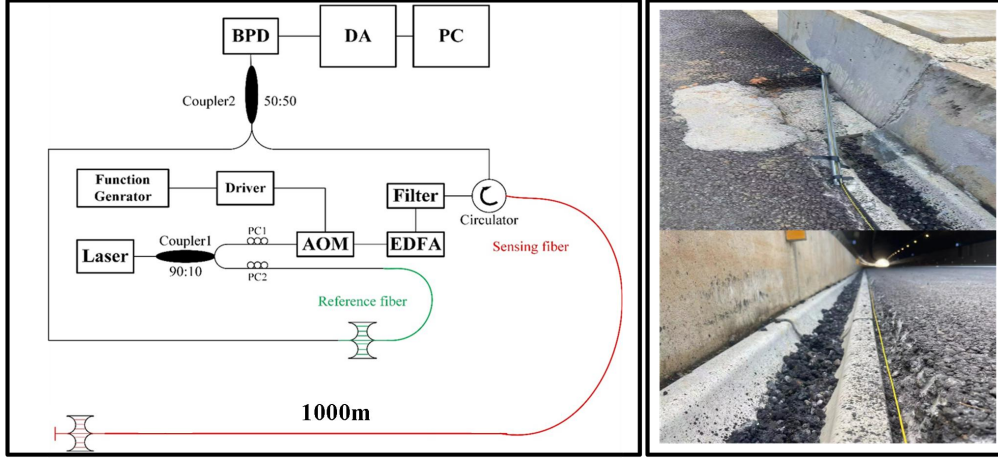 BPD
DA
PC
Coupler2
50:50
Function
Genrator
Driver
Filter
Circulator
Laser
Coupler1
90:10
PC1
PC2
AOM
EDFA
Sensing fiber
Reference fiber
1000m